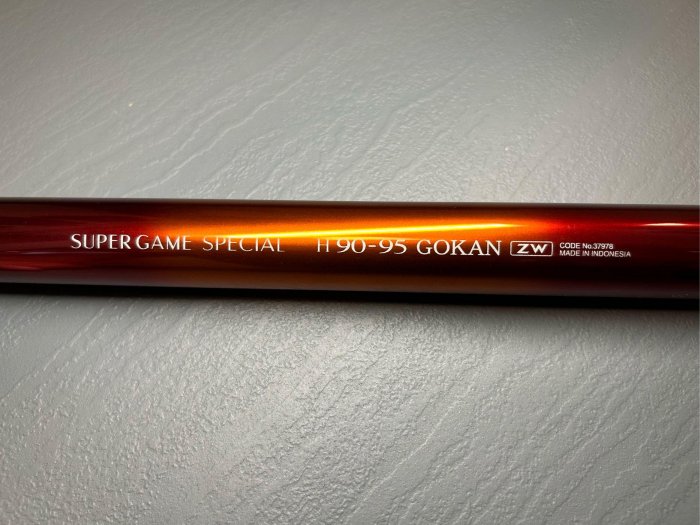 SUPER GAME SPECIAL H 90-95 GOKAN ZW
CODE No.37978
MADE IN INDONESIA